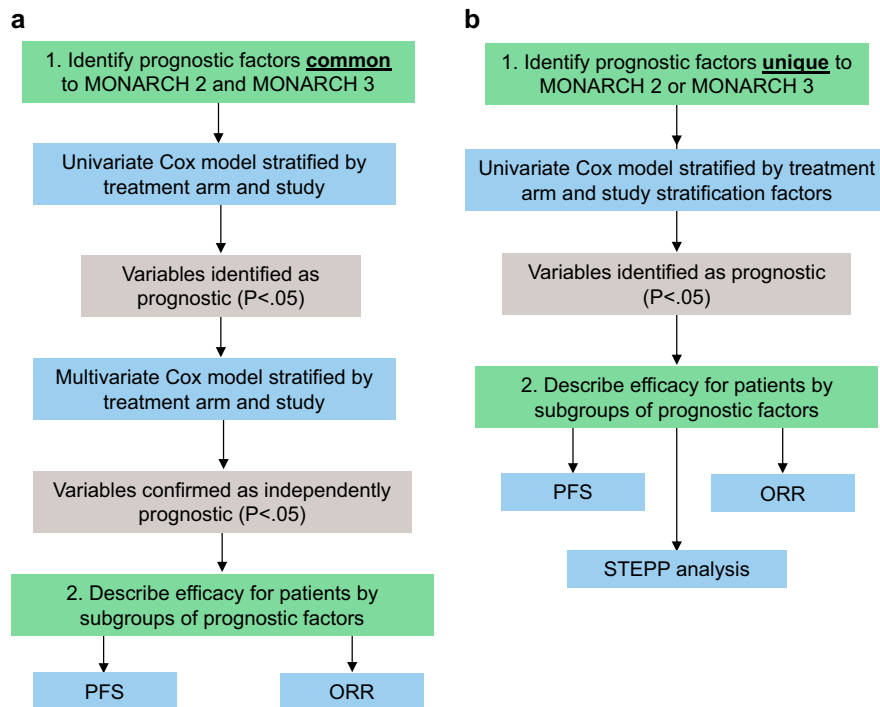 a
1. Identify prognostic factors common
to MONARCH 2 and MONARCH 3
Univariate Cox model stratified by
treatment arm and study
Variables identified as
prognostic (P<.05)
Multivariate Cox model stratified by
treatment arm and study
Variables confirmed as independently
prognostic (P<.05)
2. Describe efficacy for patients by
subgroups of prognostic factors
PFS
ORR
b
1. Identify prognostic factors unique to
MONARCH 2 or MONARCH 3
Univariate Cox model stratified by treatment
arm and study stratification factors
Variables identified as prognostic
(P<.05)
2. Describe efficacy for patients by
subgroups of prognostic factors
PFS
ORR
STEPP analysis